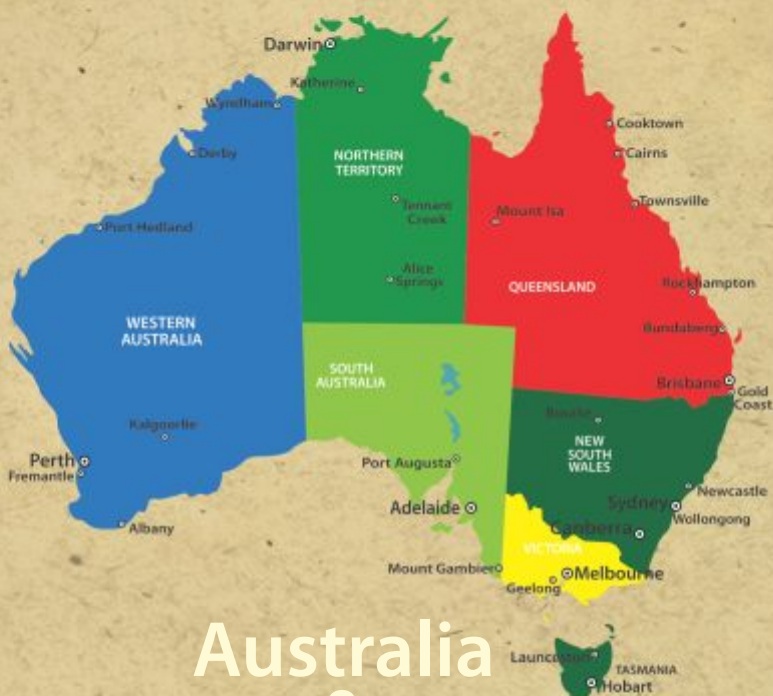 Darwin
Katherine
Wyndham
Derby
Cooktown
Cairns
NORTHERN
TERRITORY
Tennant
Creek
Mount Isa
Townsville
Port Hedland
Alice
Springs
QUEENSLAND
Rockhampton
WESTERN
AUSTRALIA
Bundaberg
SOUTH
AUSTRALIA
Brisbane
Gold
Coast
Bourke
Kalgoorlie
NEW
SOUTH
WALES
Perth
Fremantle
Port Augusta
Newcastle
Adelaide
Sydney
Wollongong
Albany
Canberra
VICTORIA
Mount Gambier
Melbourne
Geelong
Australia
Launceston
TASMANIA
Hobart